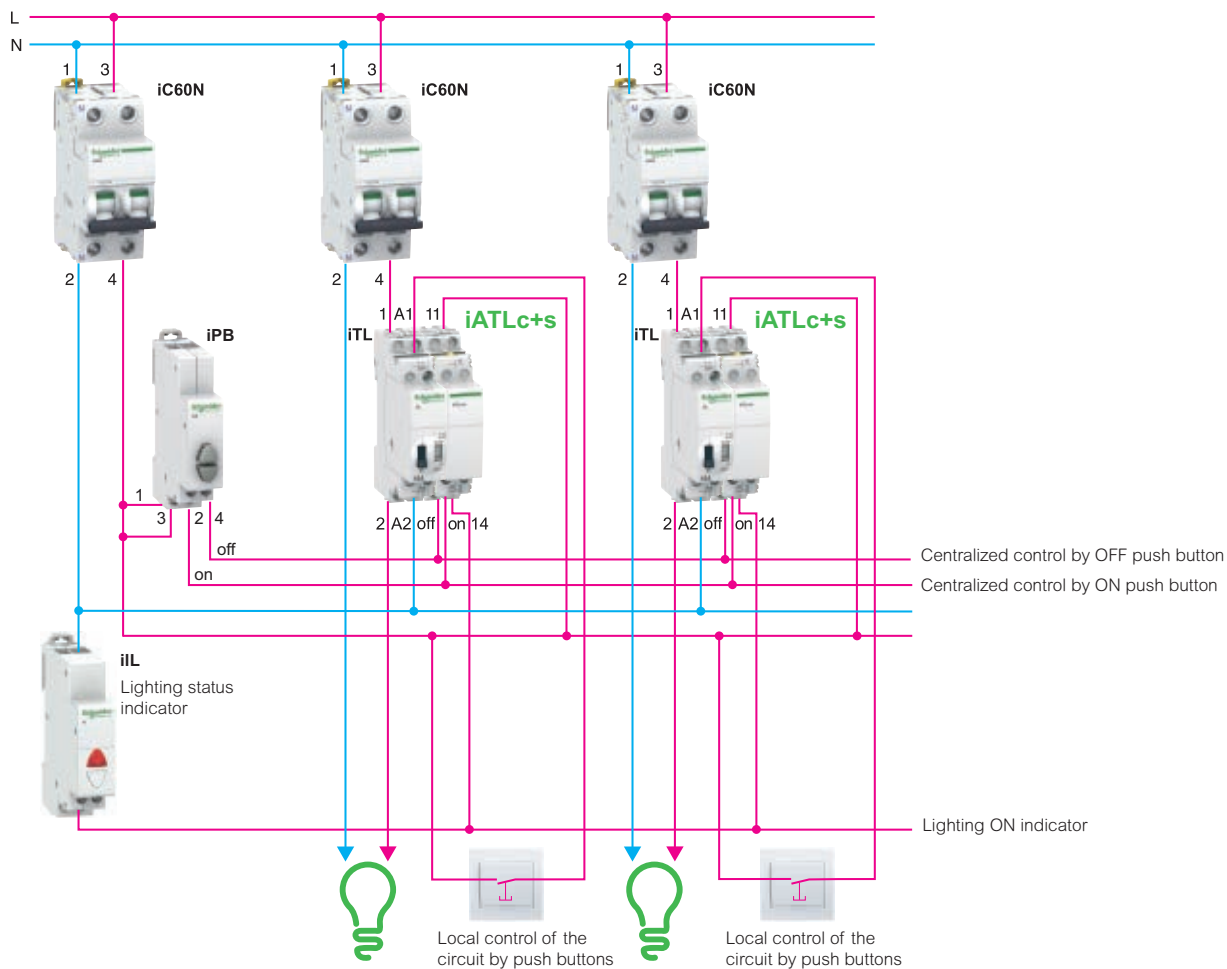 L
N
1 3
1 3
1 3
iC60N
iC60N
iC60N
2 4
2 4
2 4
iPB
1
3 2 4
off
on
iTL
1 A1 11
iATLc+s
2 A2 off on 14
iTL
1 A1 11
iATLc+s
2 A2 off on 14
Centralized control by OFF push button
Centralized control by ON push button
iIL
Lighting status
indicator
Lighting ON indicator
Local control of the
circuit by push buttons
Local control of the
circuit by push buttons
Schneider
Schneider
Schneider